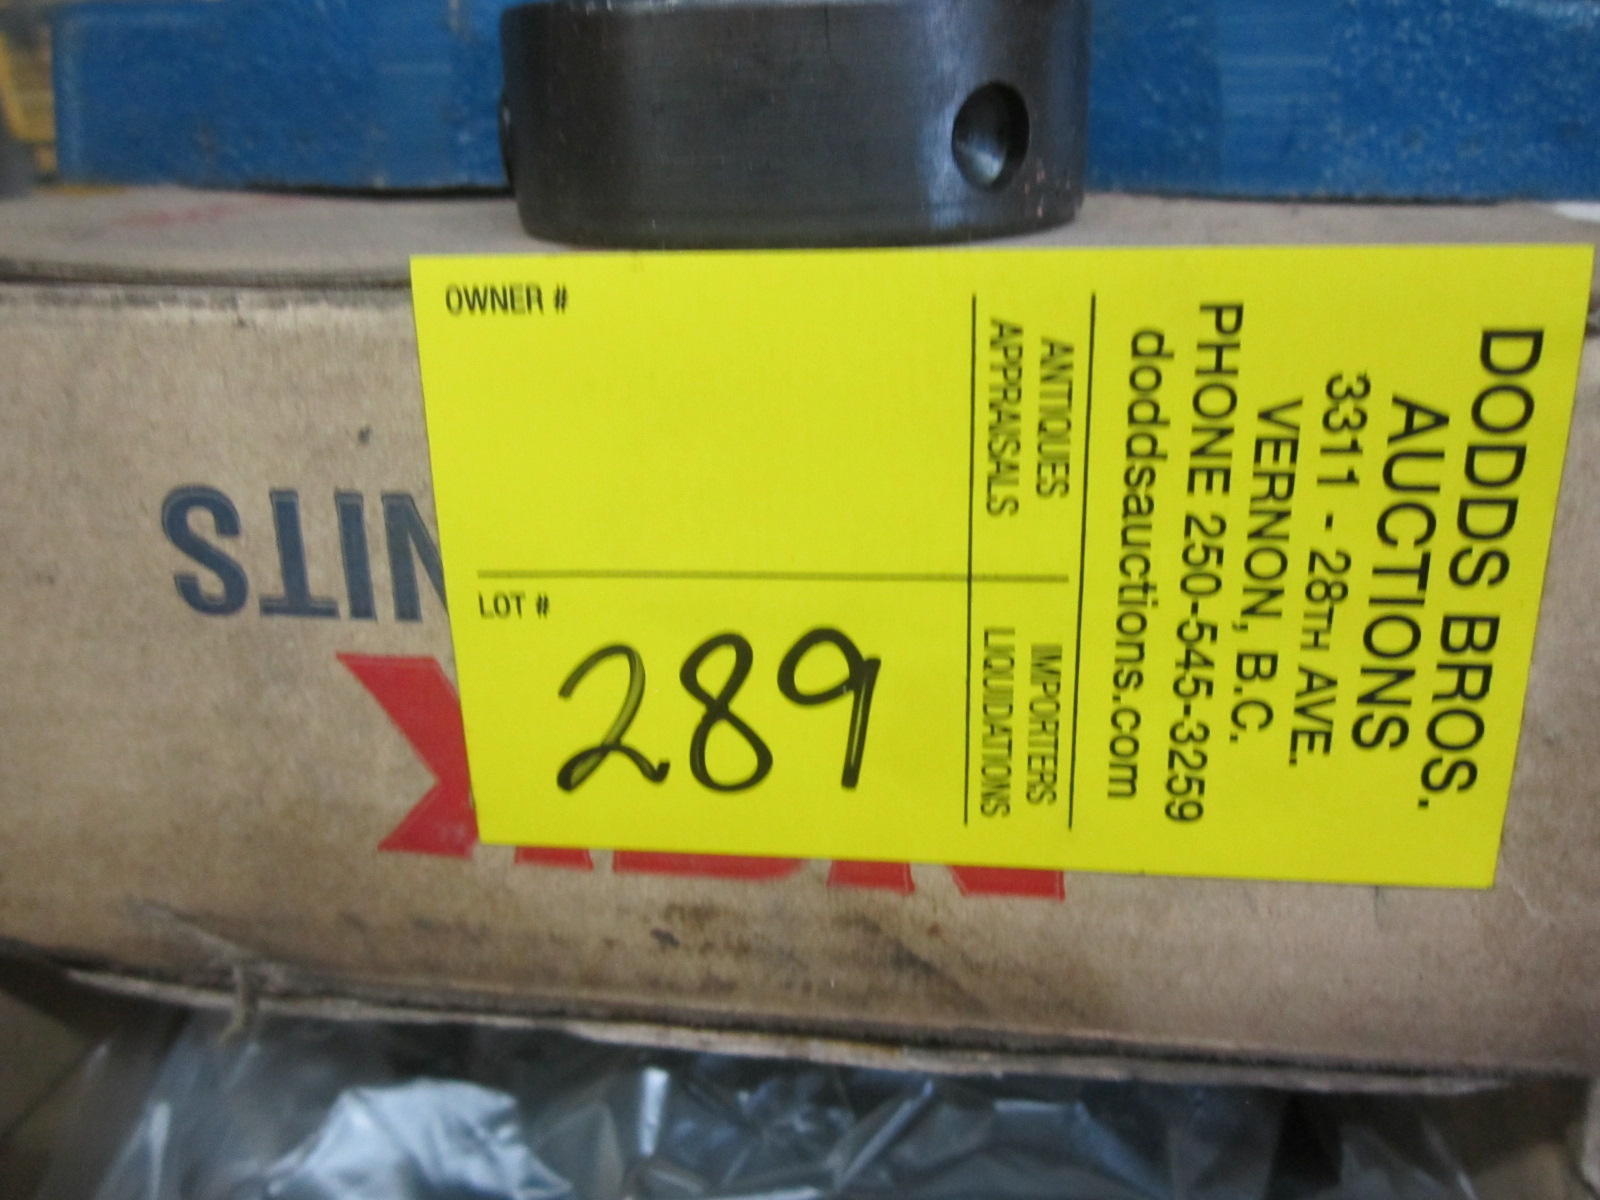 OWNER #
LOT #
289
DODDS BROS.
AUCTIONS
3311 - 28TH AVE.
VERNON, B.C.
PHONE 250-545-3259
doddsauctions.com
ANTIQUES
APPRAISALS
IMPORTERS
LIQUIDATIONS
NITS